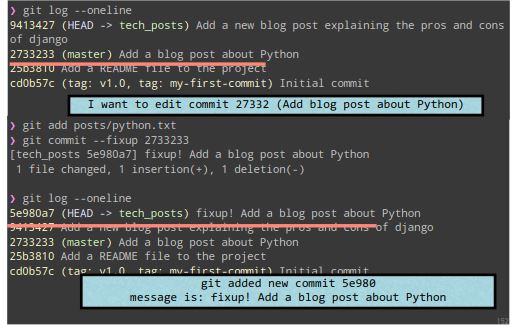 ❯ git log --oneline
9413427 (HEAD -> tech_posts) Add a new blog post explaining the pros and cons
of django
2733233 (master) Add a blog post about Python
25b3810 Add a README file to the project
cd0b57c (tag: v1.0, tag: my-first-commit) Initial commit
I want to edit commit 27332 (Add blog post about Python)
❯ git add posts/python.txt
❯ git commit --fixup 2733233
[tech_posts 5e980a7] fixup! Add a blog post about Python
1 file changed, 1 insertion(+), 1 deletion(-)
❯ git log --oneline
5e980a7 (HEAD -> tech_posts) fixup! Add a blog post about Python
9413427 Add a new blog post explaining the pros and cons of django
2733233 (master) Add a blog post about Python
25b3810 Add a README file to the project
cd0b57c (tag: v1.0, tag: my-first-commit) Initial commit
git added new commit 5e980
message is: fixup! Add a blog post about Python